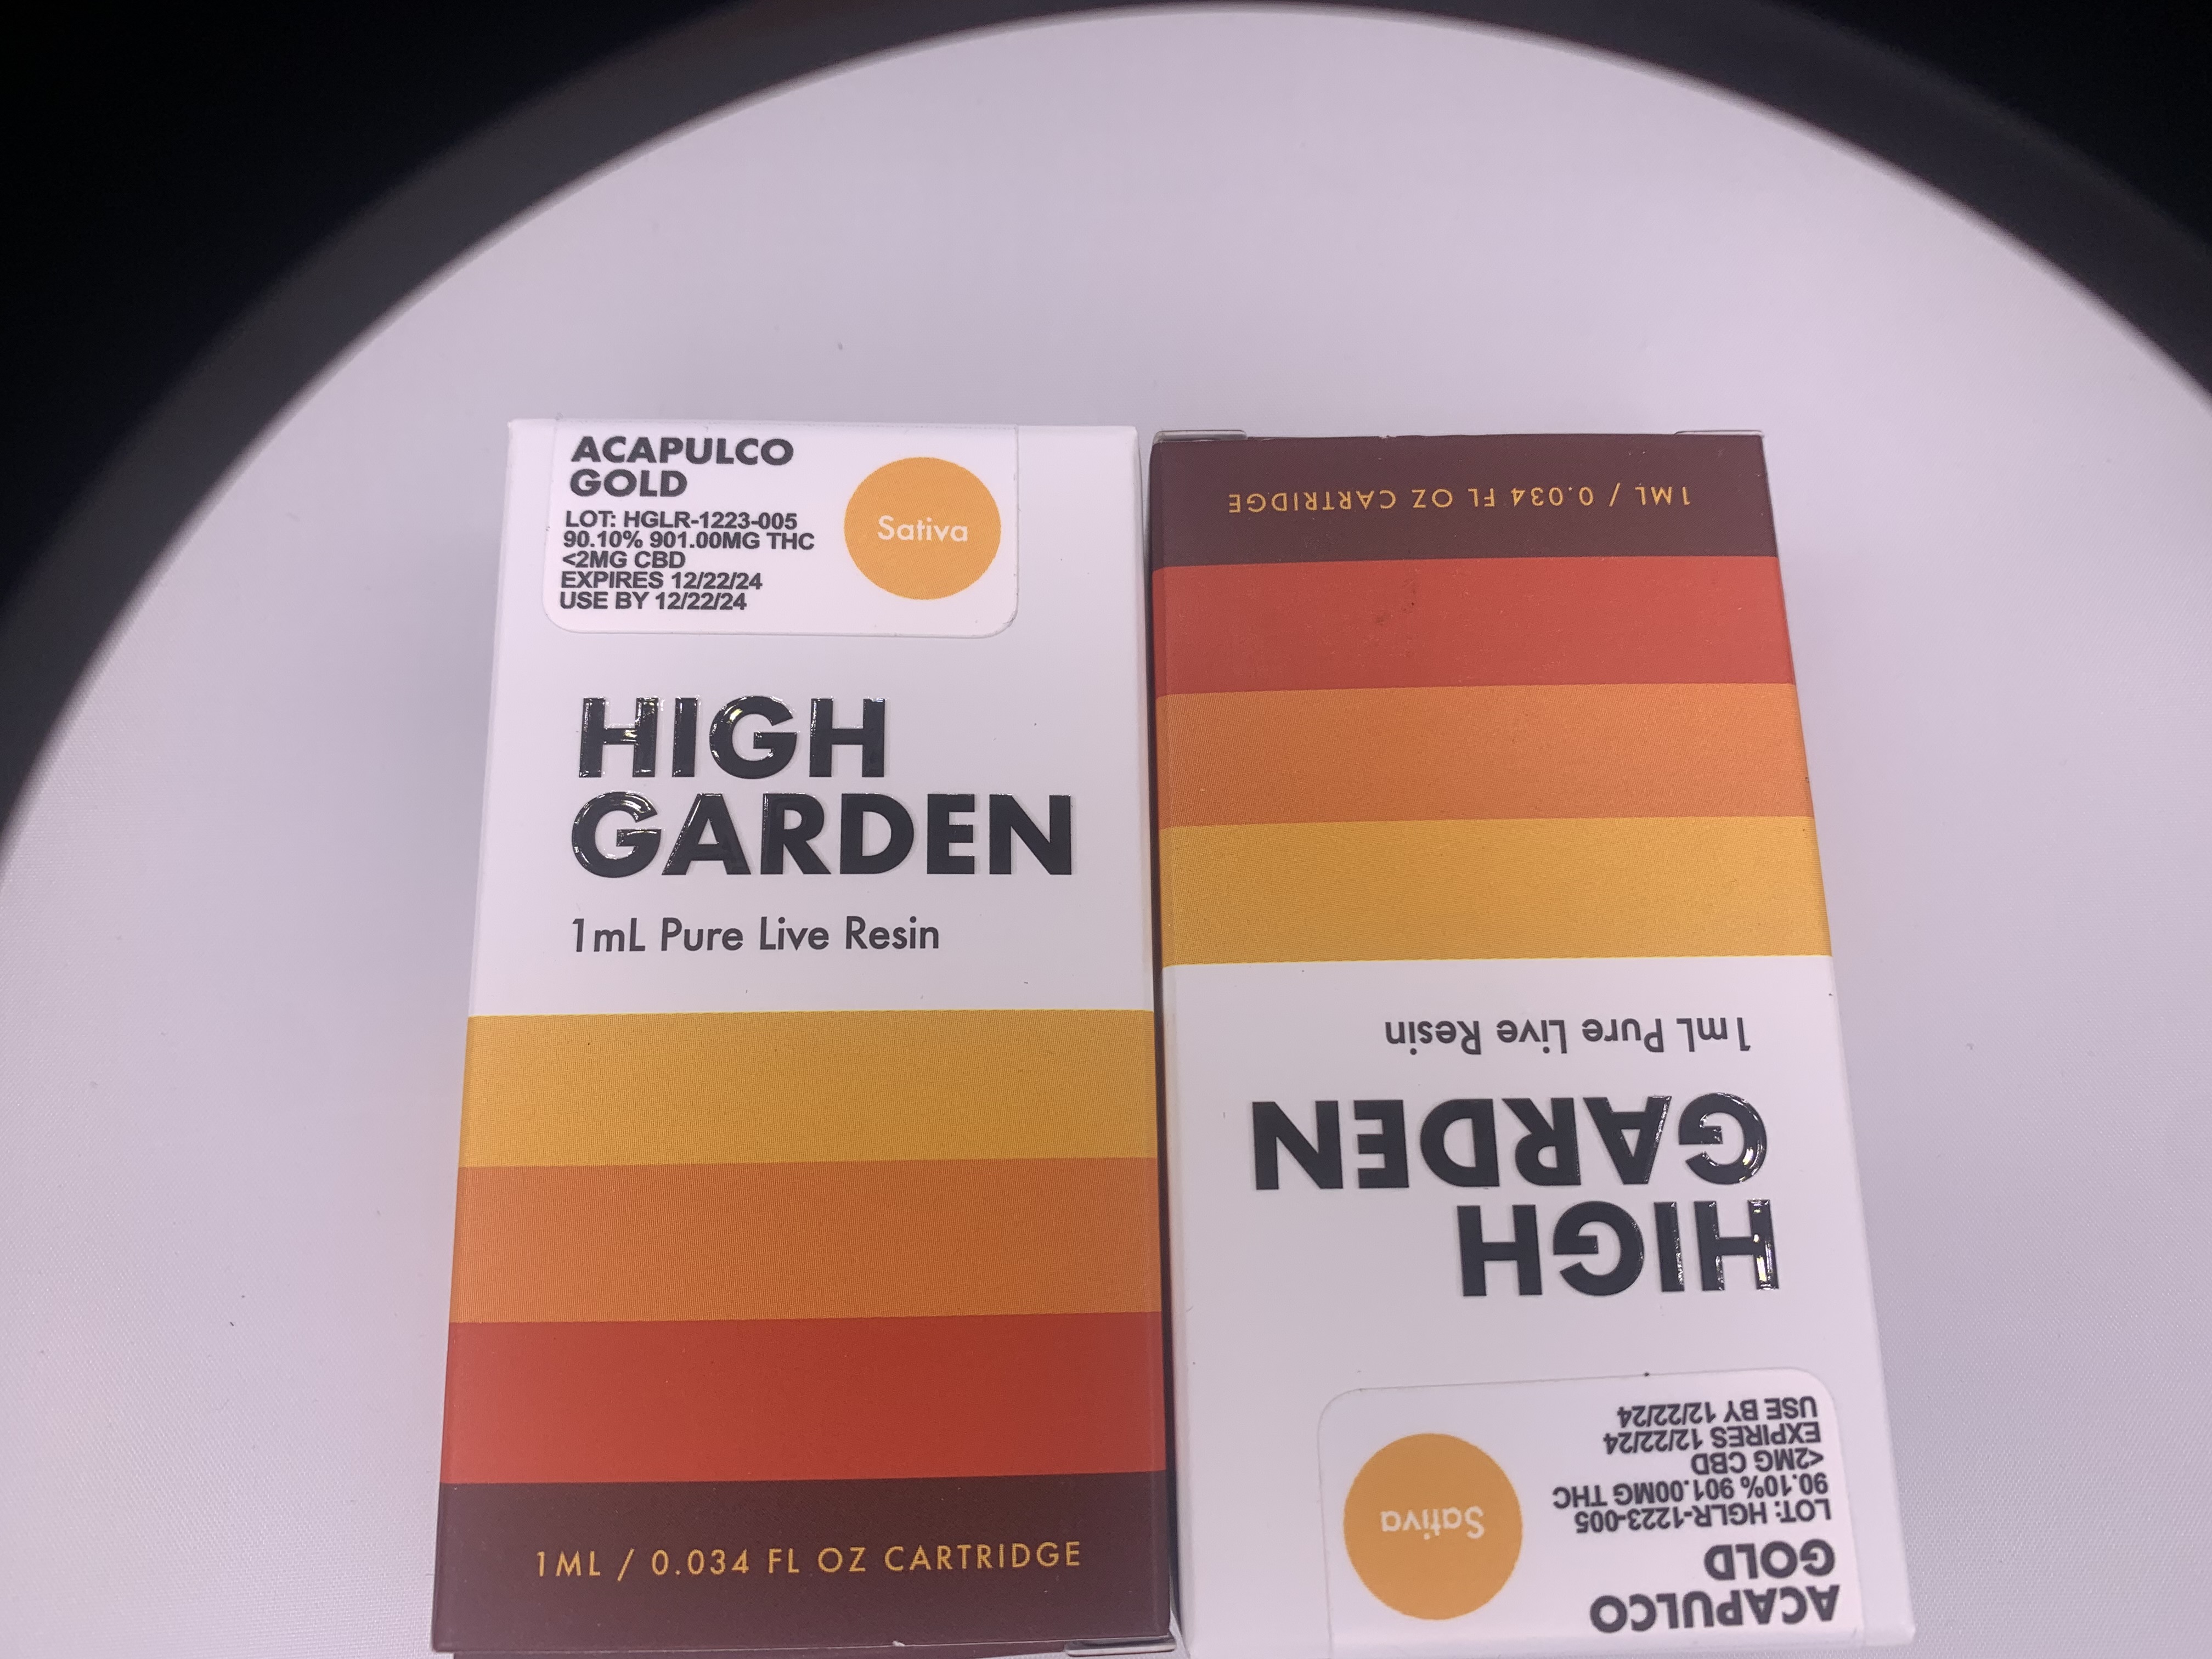 ACAPULCO
GOLD
LOT: HGLR-1223-005
90.10% 901.00MG THC
<2MG CBD
EXPIRES 12/22/24
USE BY 12/22/24
Sativa
HIGH
GARDEN
1mL Pure Live Resin
1ML / 0.034 FL OZ CARTRIDGE
ACAPULCO
GOLD
LOT: HGLR-1223-005
90.10% 901.00MG THC
<2MG CBD
EXPIRES 12/22/24
USE BY 12/22/24
Sativa
HIGH
GARDEN
1mL Pure Live Resin
1ML / 0.034 FL OZ CARTRIDGE